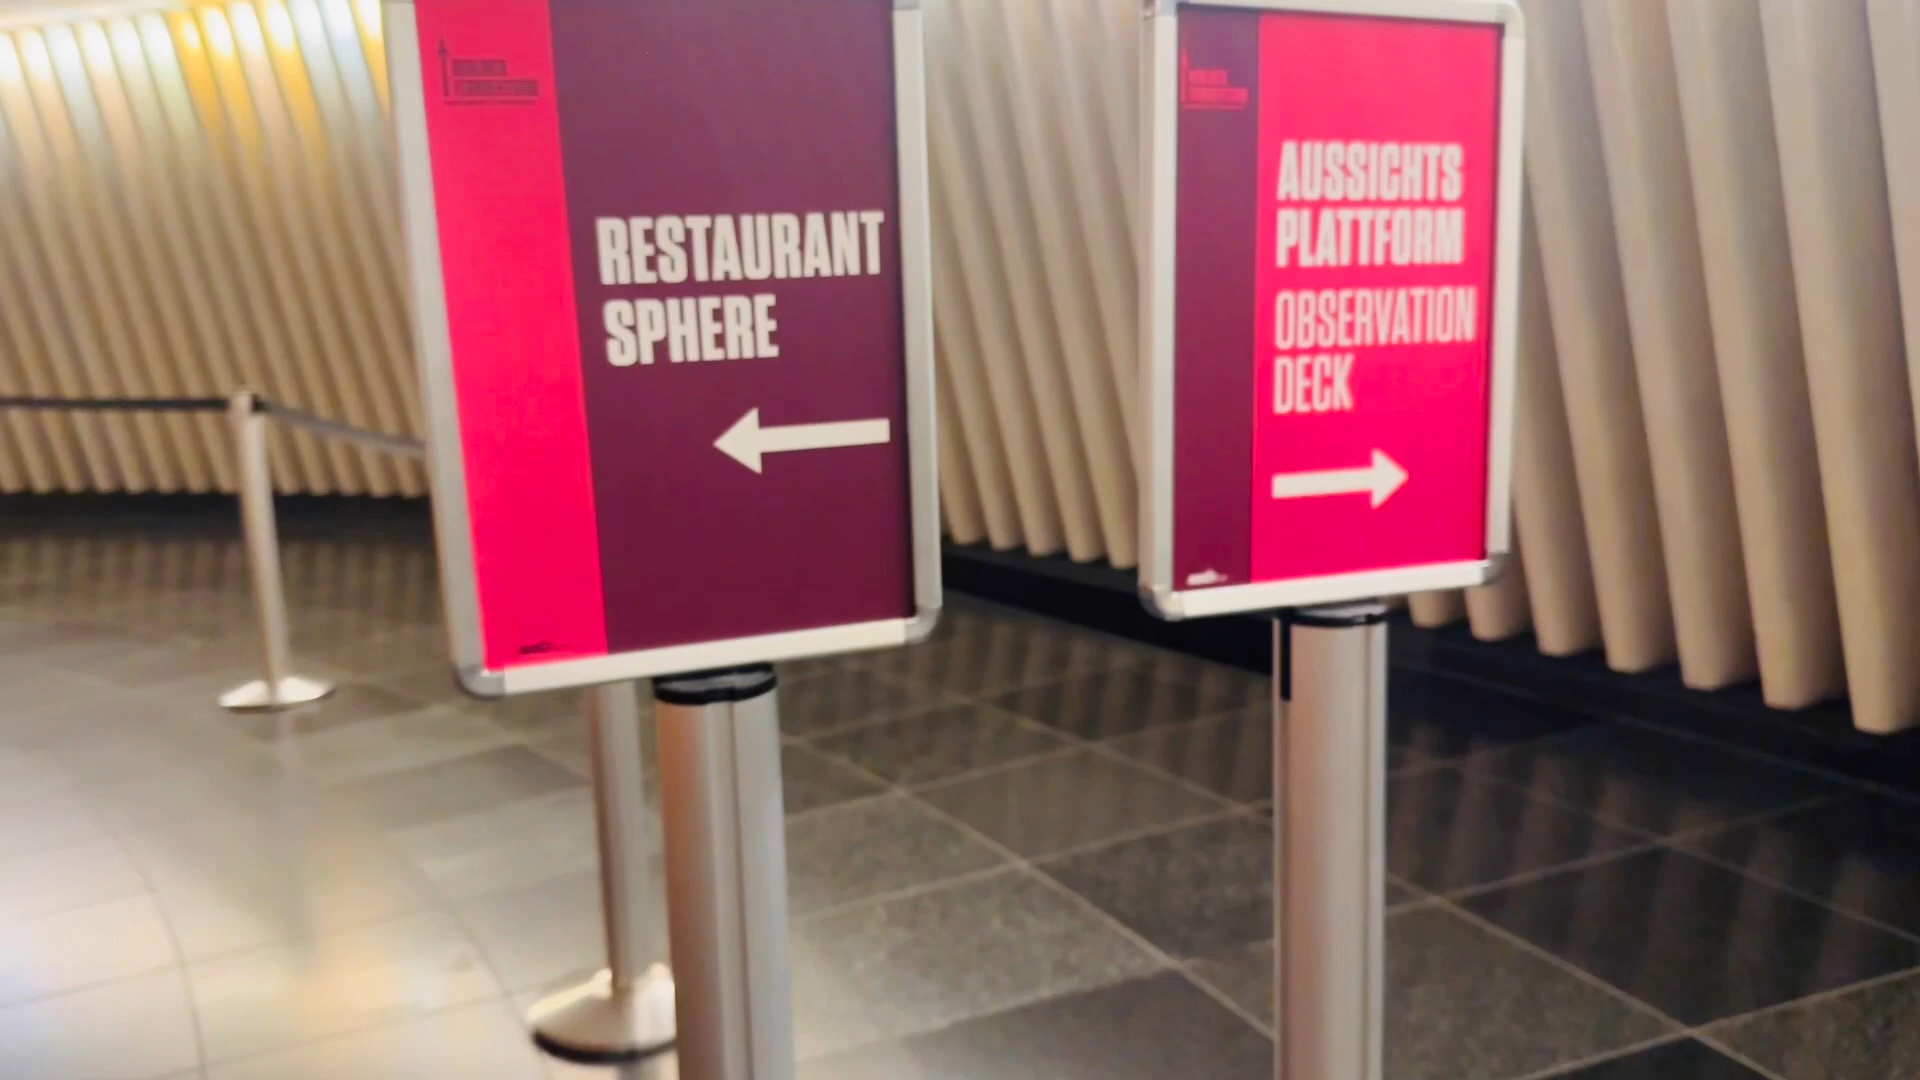 RESTAURANT
SPHERE
AUSSICHTS
PLATTFORM
OBSERVATION
DECK